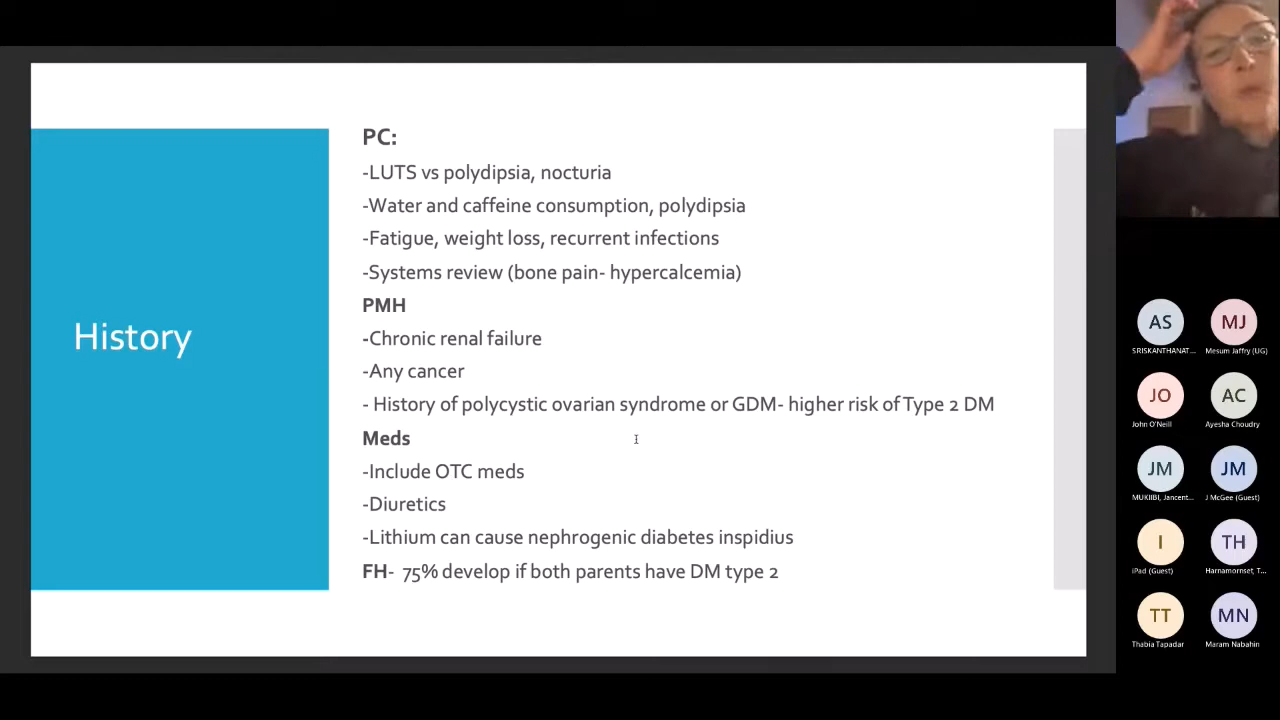 History
PC:
-LUTS vs polydipsia, nocturia
-Water and caffeine consumption, polydipsia
-Fatigue, weight loss, recurrent infections
-Systems review (bone pain- hypercalcemia)
PMH
-Chronic renal failure
-Any cancer
- History of polycystic ovarian syndrome or GDM- higher risk of Type 2 DM
Meds
-Include OTC meds
-Diuretics
-Lithium can cause nephrogenic diabetes inspidius
FH- 75% develop if both parents have DM type 2
AS
SRISKANTHANAT...
MJ
Mesum Jaffry (UG)
JO
John O'Neill
AC
Ayesha Choudry
JM
MUKIIBI, Jancent...
JM
J McGee (Guest)
I
iPad (Guest)
TH
Harnamornset, T...
TT
Thabia Tapadar
MN
Maram Nabahin